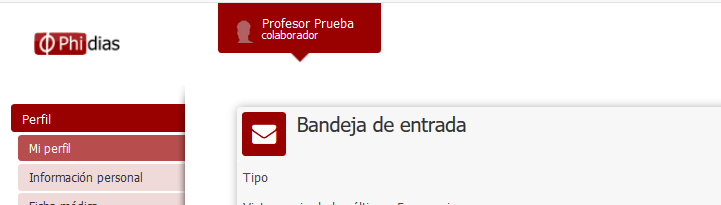 Phidias
Profesor Prueba
colaborador
Perfil
Mi perfil
Información personal
Bandeja de entrada
Tipo